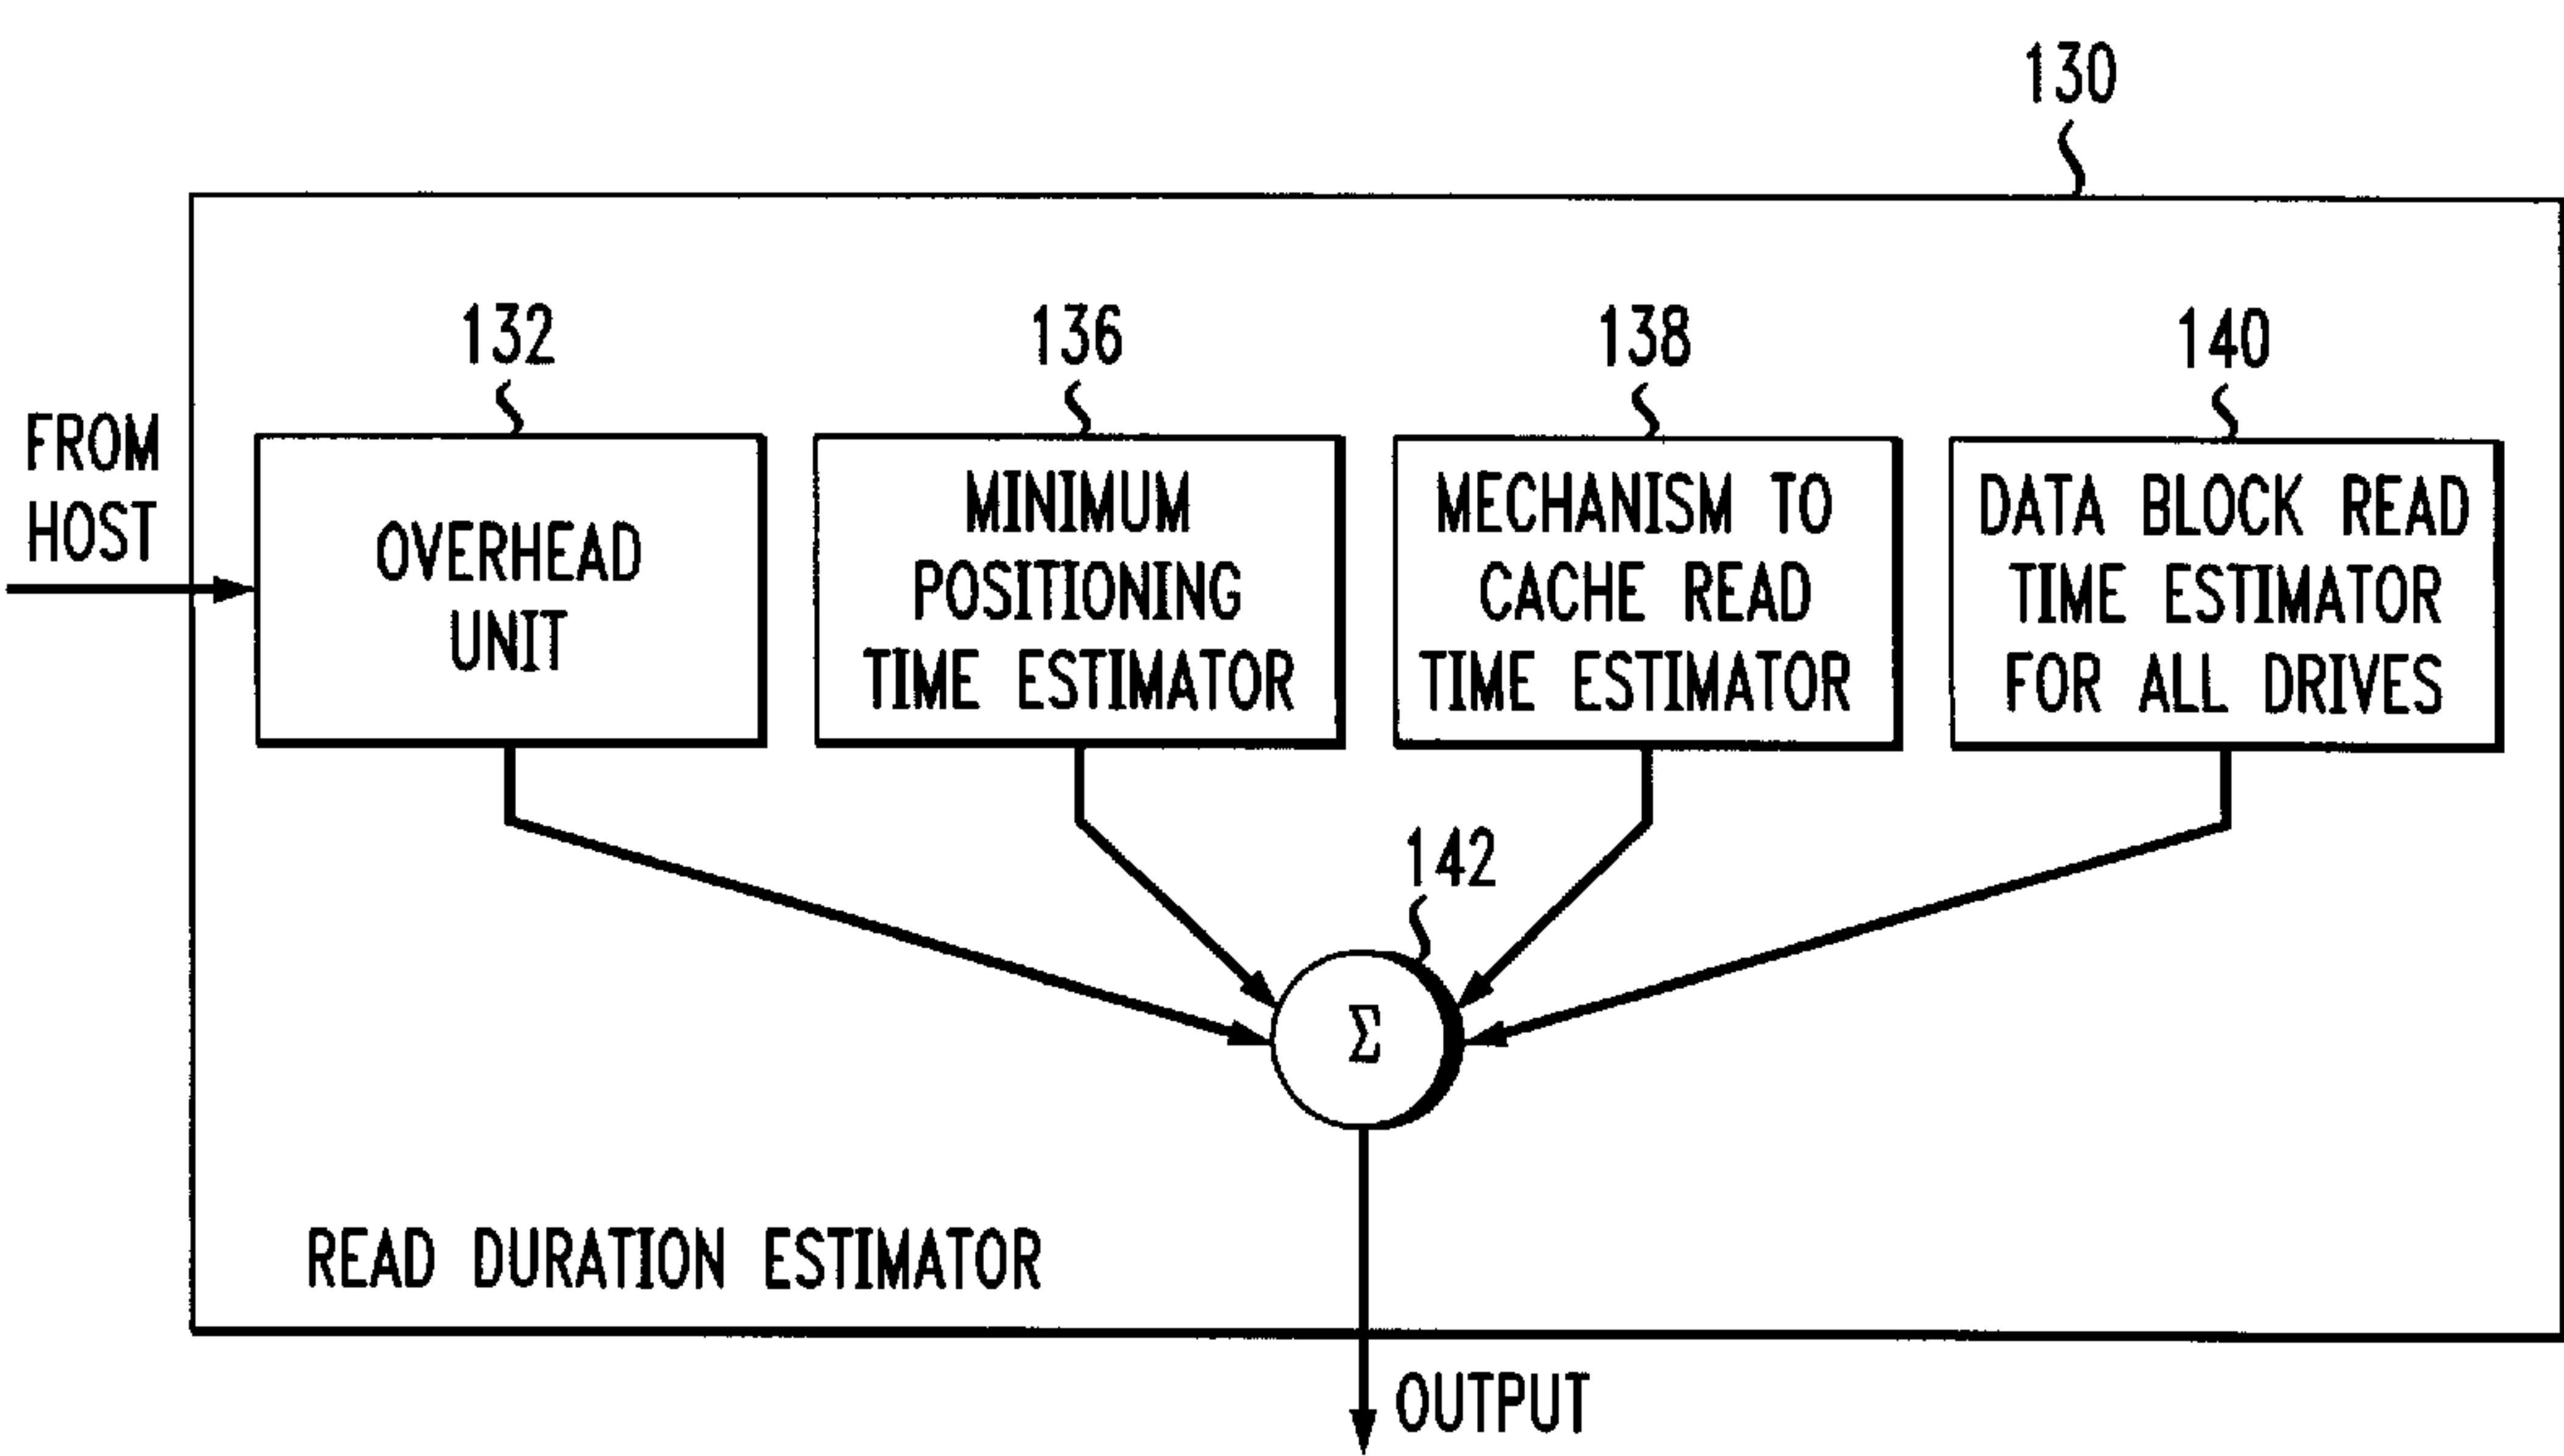 130
132
136
138
140
FROM
HOST
OVERHEAD
UNIT
MINIMUM
POSITIONING
TIME ESTIMATOR
MECHANISM TO
CACHE READ
TIME ESTIMATOR
DATA BLOCK READ
TIME ESTIMATOR
FOR ALL DRIVES
142
Σ
READ DURATION ESTIMATOR
OUTPUT